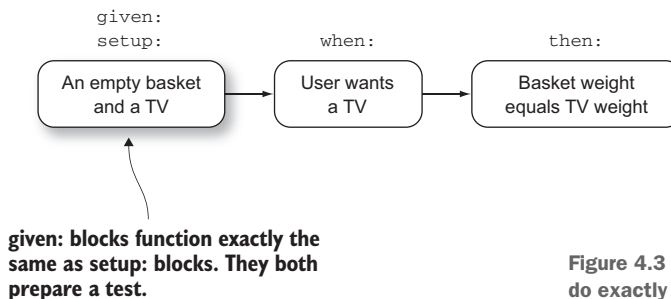 given:
setup:
when:
then:
An empty basket
and a TV
User wants
a TV
Basket weight
equals TV weight
given: blocks function exactly the
same as setup: blocks. They both
prepare a test.
Figure 4.3
do exactly